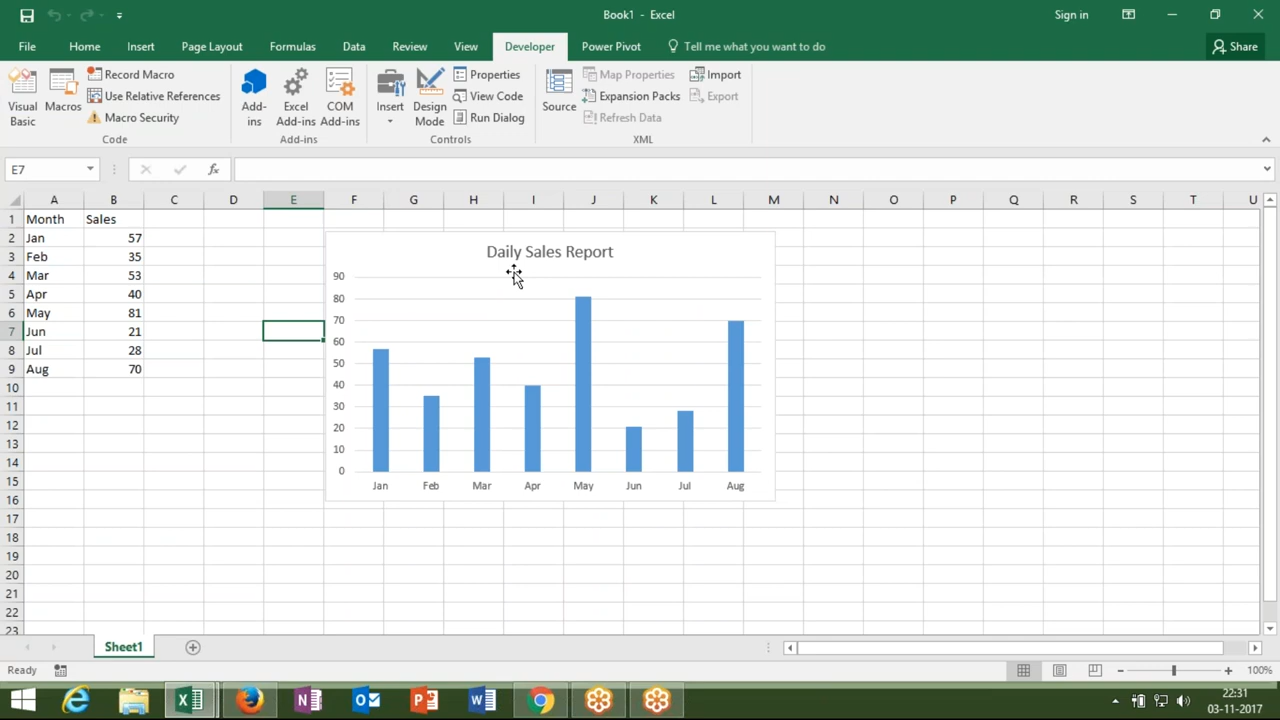 Book1 - Excel
Sign in
File Home Insert Page Layout Formulas Data Review View Developer Power Pivot Tell me what you want to do Share
Visual Basic
Macros
Record Macro
Use Relative References
Macro Security
Code
Add-ins
Excel Add-ins
COM Add-ins
Add-ins
Insert
Design Mode
Properties
View Code
Run Dialog
Controls
Source
Map Properties
Expansion Packs
Refresh Data
Import
Export
XML
E7
fx
A B C D E F G H I J K L M N O P Q R S T U
1 Month Sales
2 Jan 57
3 Feb 35
4 Mar 53
5 Apr 40
6 May 81
7 Jun 21
8 Jul 28
9 Aug 70
10
11
12
13
14
15
16
17
18
19
20
21
22
23
Daily Sales Report
90
80
70
60
50
40
30
20
10
0
Jan Feb Mar Apr May Jun Jul Aug
Sheet1
Ready
100%
22:31
03-11-2017